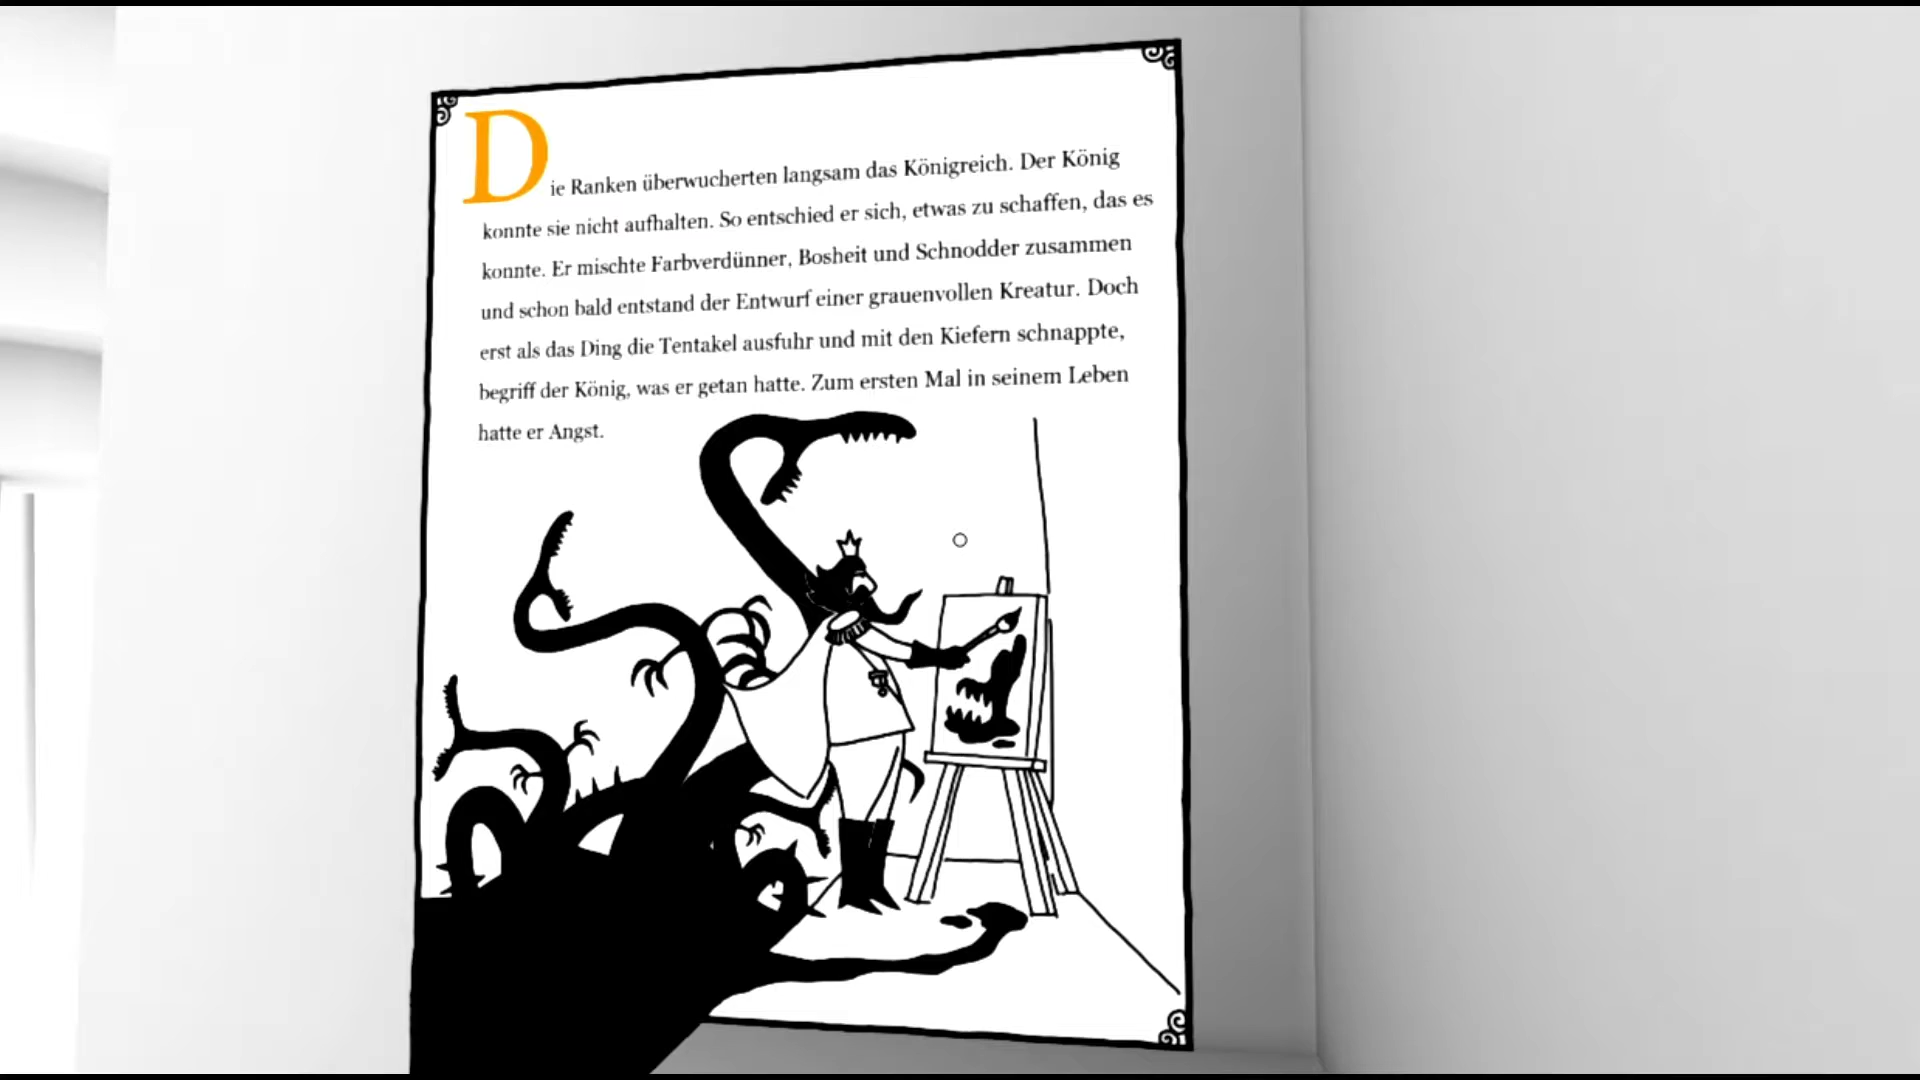 Die Ranken überwucherten langsam das Königreich. Der König
konnte sie nicht aufhalten. So entschied er sich, etwas zu schaffen, das es
konnte. Er mischte Farbverdünner, Bosheit und Schnodder zusammen
und schon bald entstand der Entwurf einer grauenvollen Kreatur. Doch
erst als das Ding die Tentakel ausfuhr und mit den Kiefern schnappte,
begriff der König, was er getan hatte. Zum ersten Mal in seinem Leben
hatte er Angst.